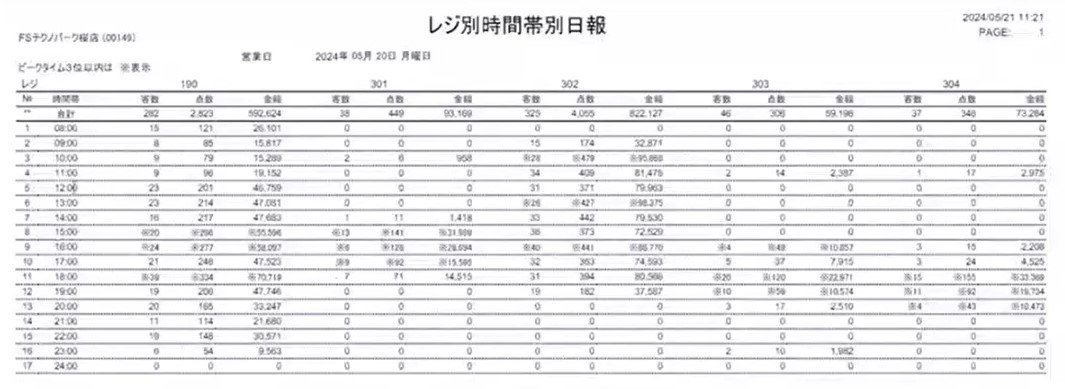 レジ別時間帯別日報
2024/05/21 11:21
PAGE: 1
FSテクノパーク桜店 (00149)
営業日 2024年 05月 20日 月曜日
ピークタイム3位以内は ※表示
レジ 190 301 302 303 304
№ 時間帯 客数 点数 金額 客数 点数 金額 客数 点数 金額 客数 点数 金額 客数 点数 金額
** 合計 282 2,823 592,624 38 449 93,169 325 4,055 822,127 46 306 59,196 37 346 73,284
1 08:00 15 121 26,101 0 0 0 0 0 0 0 0 0 0 0 0
2 09:00 8 85 15,817 0 0 0 15 174 32,871 0 0 0 0 0 0
3 10:00 9 79 15,289 2 6 958 ※28 ※479 ※95,888 0 0 0 0 0 0
4 11:00 9 96 19,152 0 0 0 34 409 81,476 2 14 2,387 1 17 2,975
5 12:00 23 201 46,759 0 0 0 31 371 79,963 0 0 0 0 0 0
6 13:00 23 214 47,081 0 0 0 ※26 ※427 ※98,375 0 0 0 0 0 0
7 14:00 16 217 47,683 1 11 1,418 33 442 79,530 0 0 0 0 0 0
8 15:00 ※20 ※55,596 ※13 ※141 38 373 72,529 0 0 0 0 0 0
9 16:00 ※24 ※277 ※58,097 ※6 ※128 ※28,694 ※40 ※441 ※88,770 ※4 ※48 ※10,857 3 15 2,208
10 17:00 21 246 47,523 ※9 ※92 ※15,595 32 363 74,593 5 37 7,915 3 24 4,525
11 18:00 ※39 ※334 ※70,719 7 71 14,515 31 394 80,566 ※20 ※120 ※22,971 ※15 ※155 ※33,369
12 19:00 19 206 47,746 0 0 0 19 182 37,587 ※10 ※59 ※10,574 ※11 ※92 ※19,734
13 20:00 20 165 33,247 0 0 0 0 0 0 3 17 2,510 ※4 ※43 ※10,473
14 21:00 11 114 21,680 0 0 0 0 0 0 0 0 0 0 0 0
15 22:00 19 148 30,571 0 0 0 0 0 0 0 0 0 0 0 0
16 23:00 6 54 9,563 0 0 0 0 0 0 2 10 1,982 0 0 0
17 24:00 0 0 0 0 0 0 0 0 0 0 0 0 0 0 0